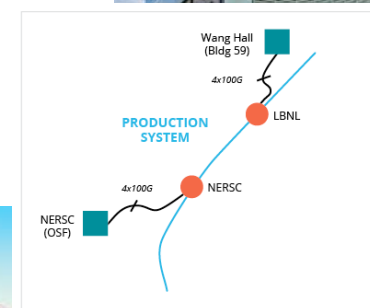 Wang Hall
(Bldg 59)
4x100G
LBNL
PRODUCTION
SYSTEM
4x100G
NERSC
NERSC
(OSF)